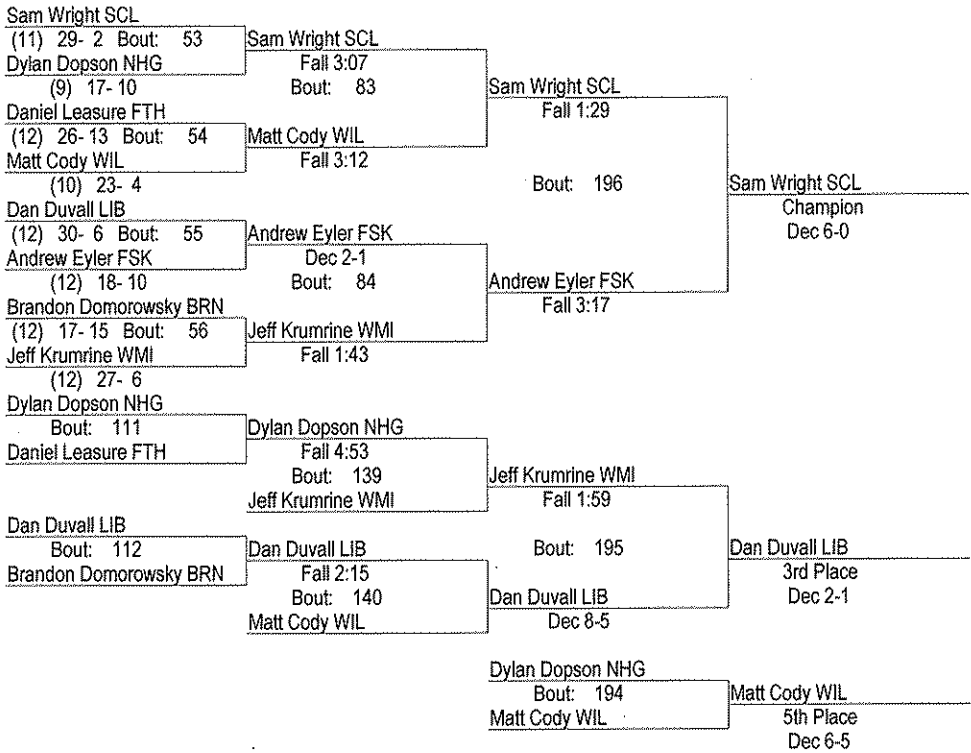 Sam Wright SCL
(11) 29- 2 Bout: 53
Dylan Dopson NHG
(9) 17- 10
Daniel Leasure FTH
(12) 26- 13 Bout: 54
Matt Cody WIL
(10) 23- 4
Dan Duvall LIB
(12) 30- 6 Bout: 55
Andrew Eyler FSK
(12) 18- 10
Brandon Domorowsky BRN
(12) 17- 15 Bout: 56
Jeff Krumrine WMI
(12) 27- 6
Sam Wright SCL
Fall 3:07
Bout: 83
Matt Cody WIL
Fall 3:12
Andrew Eyler FSK
Dec 2-1
Bout: 84
Jeff Krumrine WMI
Fall 1:43
Sam Wright SCL
Fall 1:29
Bout: 196
Andrew Eyler FSK
Fall 3:17
Sam Wright SCL
Champion
Dec 6-0
Dylan Dopson NHG
Bout: 111
Daniel Leasure FTH
Dan Duvall LIB
Bout: 112
Brandon Domorowsky BRN
Dylan Dopson NHG
Fall 4:53
Bout: 139
Jeff Krumrine WMI
Dan Duvall LIB
Fall 2:15
Bout: 140
Matt Cody WIL
Jeff Krumrine WMI
Fall 1:59
Bout: 195
Dan Duvall LIB
Dec 8-5
Dan Duvall LIB
3rd Place
Dec 2-1
Dylan Dopson NHG
Bout: 194
Matt Cody WIL
Matt Cody WIL
5th Place
Dec 6-5